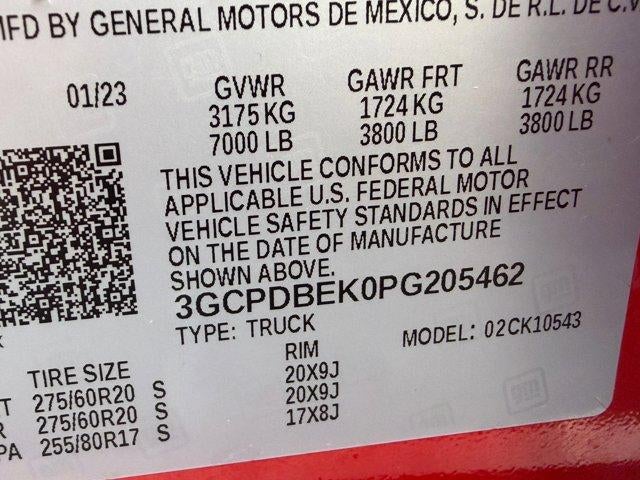 MFD BY GENERAL MOTORS DE MEXICO, S. DE R.L. DE C.V
01/23 GVWR GAWR FRT GAWR RR
3175 KG 1724 KG 1724 KG
7000 LB 3800 LB 3800 LB
THIS VEHICLE CONFORMS TO ALL
APPLICABLE U.S. FEDERAL MOTOR
VEHICLE SAFETY STANDARDS IN EFFECT
ON THE DATE OF MANUFACTURE
SHOWN ABOVE.
3GCPDBEK0PG205462
TYPE: TRUCK MODEL: 02CK10543
TIRE SIZE RIM
T 275/60R20 S 20X9J
R 275/60R20 S 20X9J
PA 255/80R17 S 17X8J